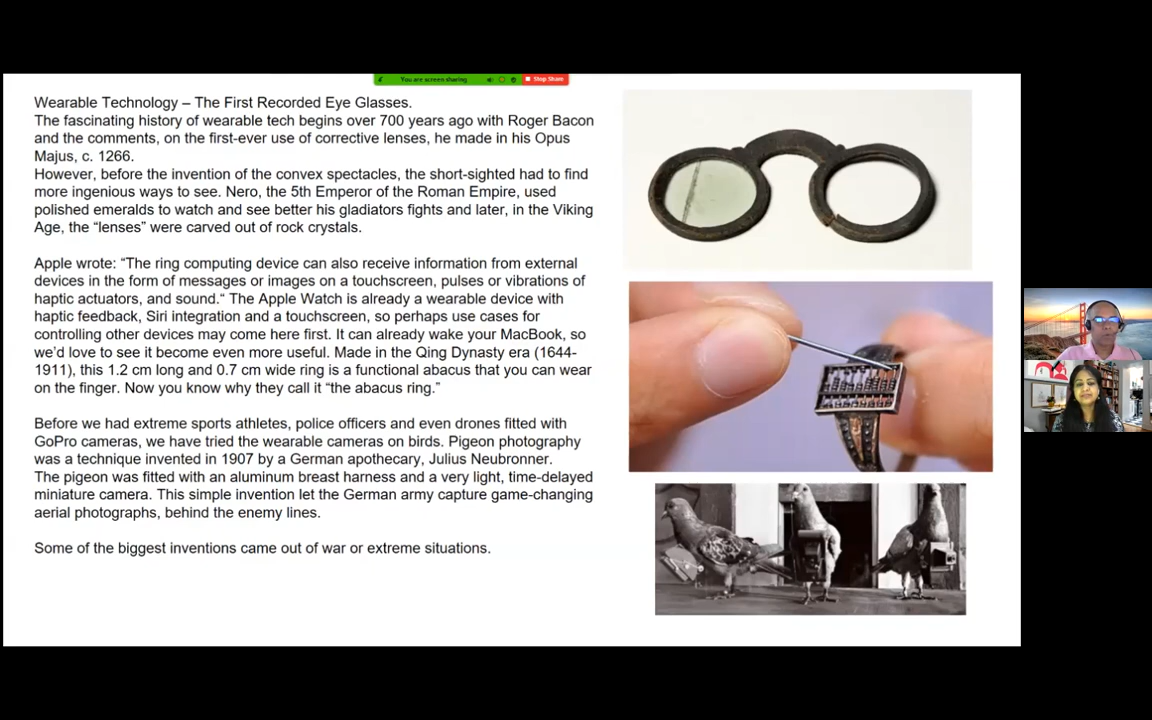 You are screen sharing
Stop Share
Wearable Technology – The First Recorded Eye Glasses.
The fascinating history of wearable tech begins over 700 years ago with Roger Bacon
and the comments, on the first-ever use of corrective lenses, he made in his Opus
Majus, c. 1266.
However, before the invention of the convex spectacles, the short-sighted had to find
more ingenious ways to see. Nero, the 5th Emperor of the Roman Empire, used
polished emeralds to watch and see better his gladiators fights and later, in the Viking
Age, the “lenses” were carved out of rock crystals.
Apple wrote: “The ring computing device can also receive information from external
devices in the form of messages or images on a touchscreen, pulses or vibrations of
haptic actuators, and sound.“ The Apple Watch is already a wearable device with
haptic feedback, Siri integration and a touchscreen, so perhaps use cases for
controlling other devices may come here first. It can already wake your MacBook, so
we’d love to see it become even more useful. Made in the Qing Dynasty era (1644-
1911), this 1.2 cm long and 0.7 cm wide ring is a functional abacus that you can wear
on the finger. Now you know why they call it “the abacus ring.”
Before we had extreme sports athletes, police officers and even drones fitted with
GoPro cameras, we have tried the wearable cameras on birds. Pigeon photography
was a technique invented in 1907 by a German apothecary, Julius Neubronner.
The pigeon was fitted with an aluminum breast harness and a very light, time-delayed
miniature camera. This simple invention let the German army capture game-changing
aerial photographs, behind the enemy lines.
Some of the biggest inventions came out of war or extreme situations.